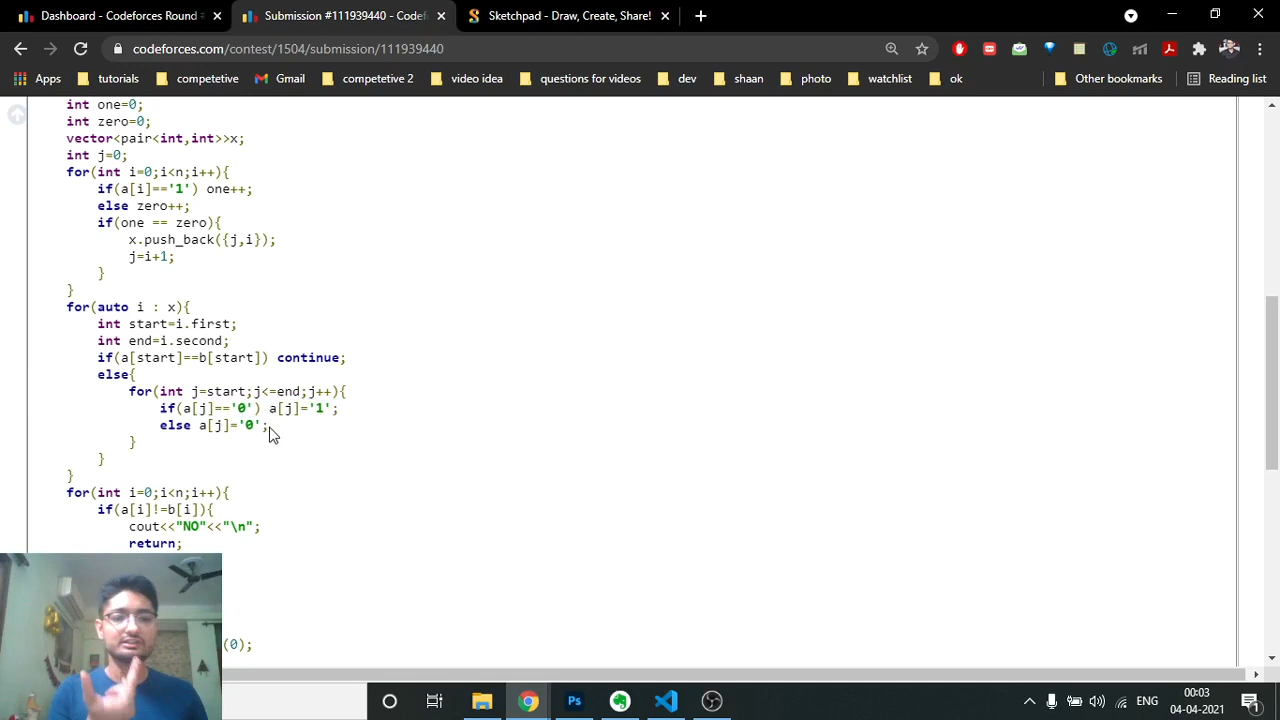 Dashboard - Codeforces Round
Submission #111939440 - Codef
Sketchpad - Draw, Create, Share!
codeforces.com/contest/1504/submission/111939440
Apps
tutorials
competetive
Gmail
competetive 2
video idea
questions for videos
dev
shaan
photo
watchlist
ok
Other bookmarks
Reading list
int one=0;
int zero=0;
vector<pair<int,int>>x;
int j=0;
for(int i=0;i<n;i++){
if(a[i]=='1') one++;
else zero++;
if(one == zero){
x.push_back({j,i});
j=i+1;
}
}
for(auto i : x){
int start=i.first;
int end=i.second;
if(a[start]==b[start]) continue;
else{
for(int j=start;j<=end;j++){
if(a[j]=='0') a[j]='1';
else a[j]='0';
}
}
}
for(int i=0;i<n;i++){
if(a[i]!=b[i]){
cout<<"NO"<<"\n";
return;
(0);
ENG
00:03
04-04-2021
1